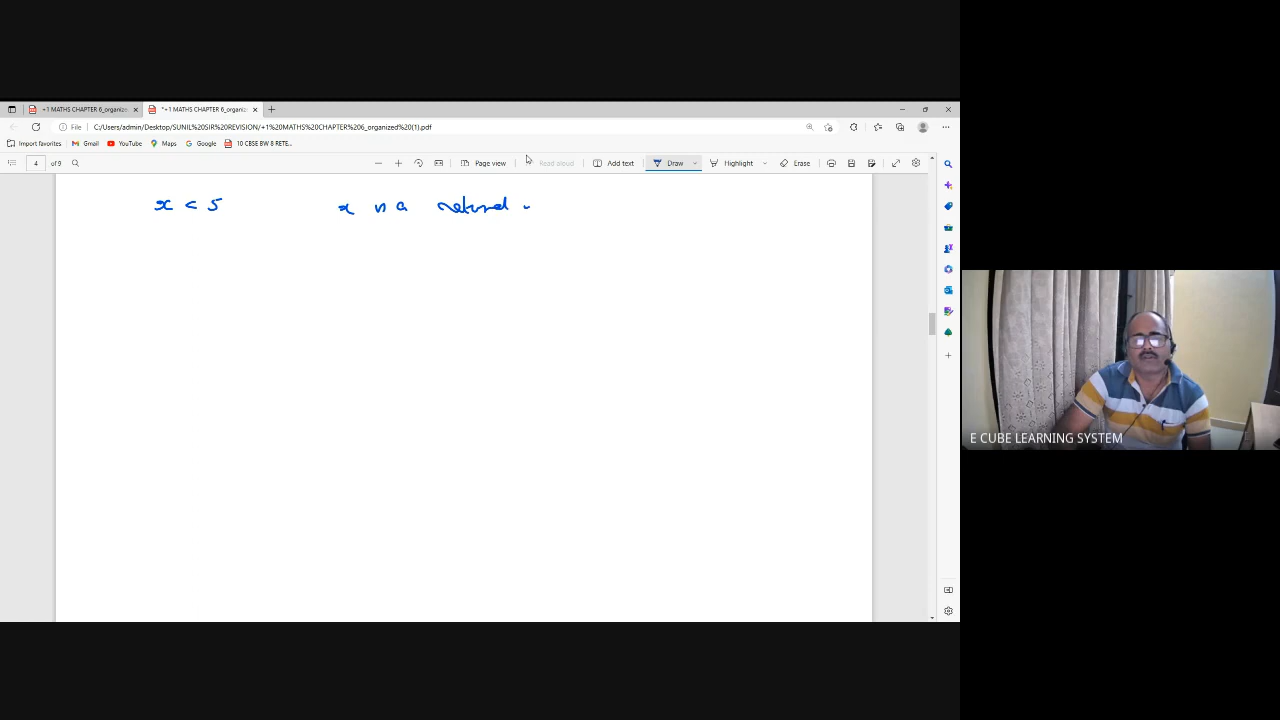 +1 MATHS CHAPTER 6_organize
*+1 MATHS CHAPTER 6_organiz
File C:/Users/admin/Desktop/SUNIL%20SIR%20REVISION/+1%20MATHS%20CHAPTER%206_organized%20(1).pdf
Import favorites Gmail YouTube Maps Google 10 CBSE BW 8 RETE...
4 of 9 Page view Read aloud Add text Draw Highlight Erase
x < 5 x is a natural
E CUBE LEARNING SYSTEM